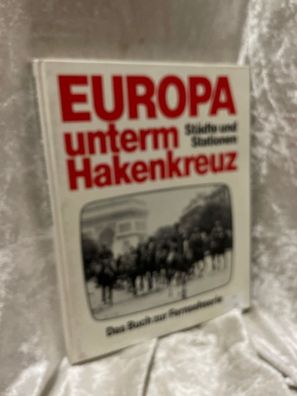 EUROPA
unterm
Städte und
Stationen
Hakenkreuz
Das Buch zur Fernsehserie